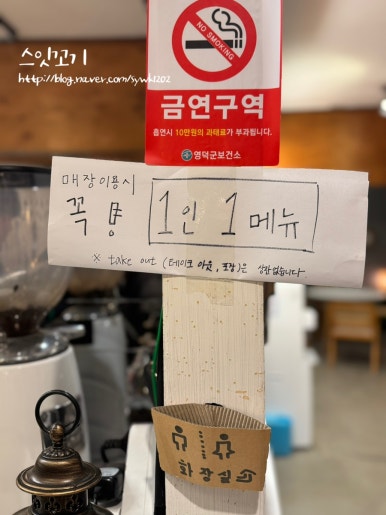 스잇꼬기
http://blog.naver.com/sywk1202
NO SMOKING
금연구역
흡연시 10만원의 과태료가 부과됩니다.
영덕군보건소
매장이용시
꼭 1인 1메뉴
※ take out (테이크 아웃, 포장)은 상관없습니다
화장실